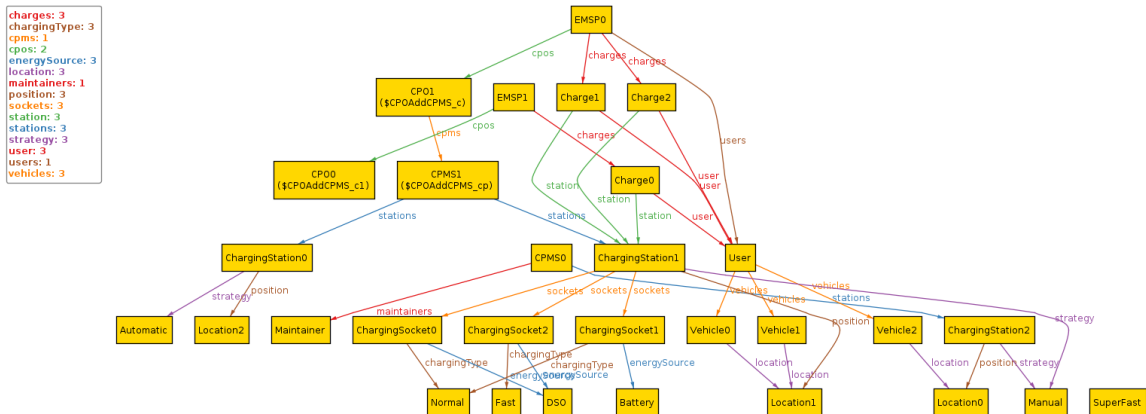 charges: 3
chargingType: 3
cpms: 1
cpos: 2
energySource: 3
location: 3
maintainers: 1
position: 3
sockets: 3
station: 3
stations: 3
strategy: 3
user: 3
users: 1
vehicles: 3
EMSP0
cpos
charges
charges
CPO1
($CPOAddCPMS_c)
EMSP1
Charge1
Charge2
cpos
cpms
charges
users
CPO0
($CPOAddCPMS_c1)
CPMS1
($CPOAddCPMS_cp)
Charge0
station
station
user
user
stations
stations
station
user
ChargingStation0
CPMS0
ChargingStation1
User
strategy
position
sockets
sockets
sockets
vehicles
vehicles
vehicles
stations
maintainers
position
strategy
Automatic
Location2
Maintainer
ChargingSocket0
ChargingSocket2
ChargingSocket1
Vehicle0
Vehicle1
Vehicle2
ChargingStation2
chargingType
chargingType
chargingType
energySource
energySource
energySource
location
location
location
position
strategy
Normal
Fast
DSO
Battery
Location1
Location0
Manual
SuperFast